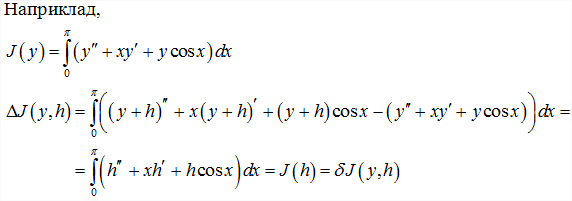 Наприклад,
J(y) = ∫₀^π (y″ + xy′ + y cos x) dx
ΔJ(y, h) = ∫₀^π ((y + h)″ + x(y + h)′ + (y + h) cos x − (y″ + xy′ + y cos x)) dx =
= ∫₀^π (h″ + xh′ + h cos x) dx = J(h) = δJ(y, h)